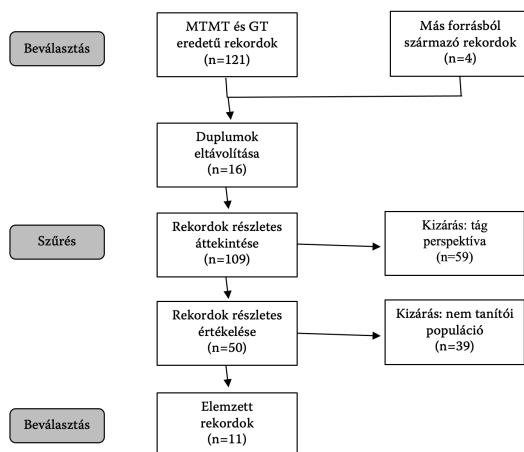 Beválasztás
MTMT és GT
eredetű rekordok
(n=121)
Más forrásból
származó rekordok
(n=4)
Duplumok
eltávolítása
(n=16)
Szűrés
Rekordok részletes
áttekintése
(n=109)
Kizárás: tág
perspektíva
(n=59)
Rekordok részletes
értékelése
(n=50)
Kizárás: nem tanítói
populáció
(n=39)
Beválasztás
Elemzett
rekordok
(n=11)